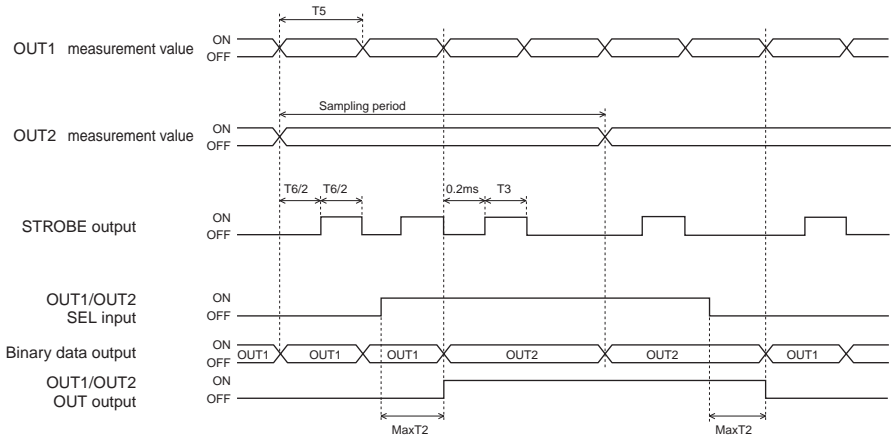 T5
OUT1 measurement value
ON
OFF
Sampling period
OUT2 measurement value
ON
OFF
T6/2 T6/2 0.2ms T3
STROBE output
ON
OFF
OUT1/OUT2
SEL input
ON
OFF
Binary data output
ON
OFF
OUT1 OUT1 OUT1 OUT2 OUT2 OUT1
OUT1/OUT2
OUT output
ON
OFF
MaxT2 MaxT2